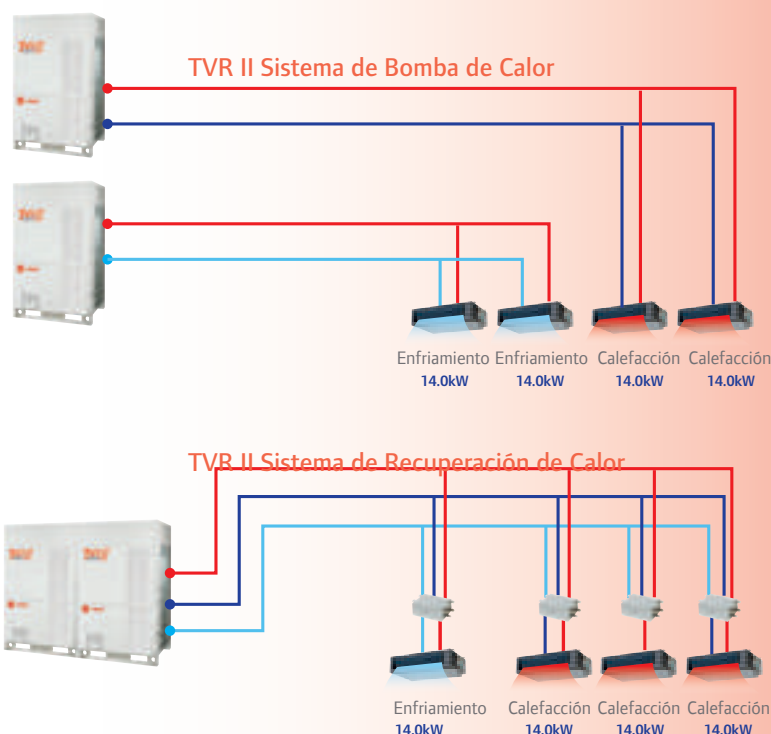 TVR II Sistema de Bomba de Calor
Enfriamiento Enfriamiento Calefacción Calefacción
14.0kW 14.0kW 14.0kW 14.0kW
TVR II Sistema de Recuperación de Calor
Enfriamiento Calefacción Calefacción Calefacción
14.0kW 14.0kW 14.0kW 14.0kW